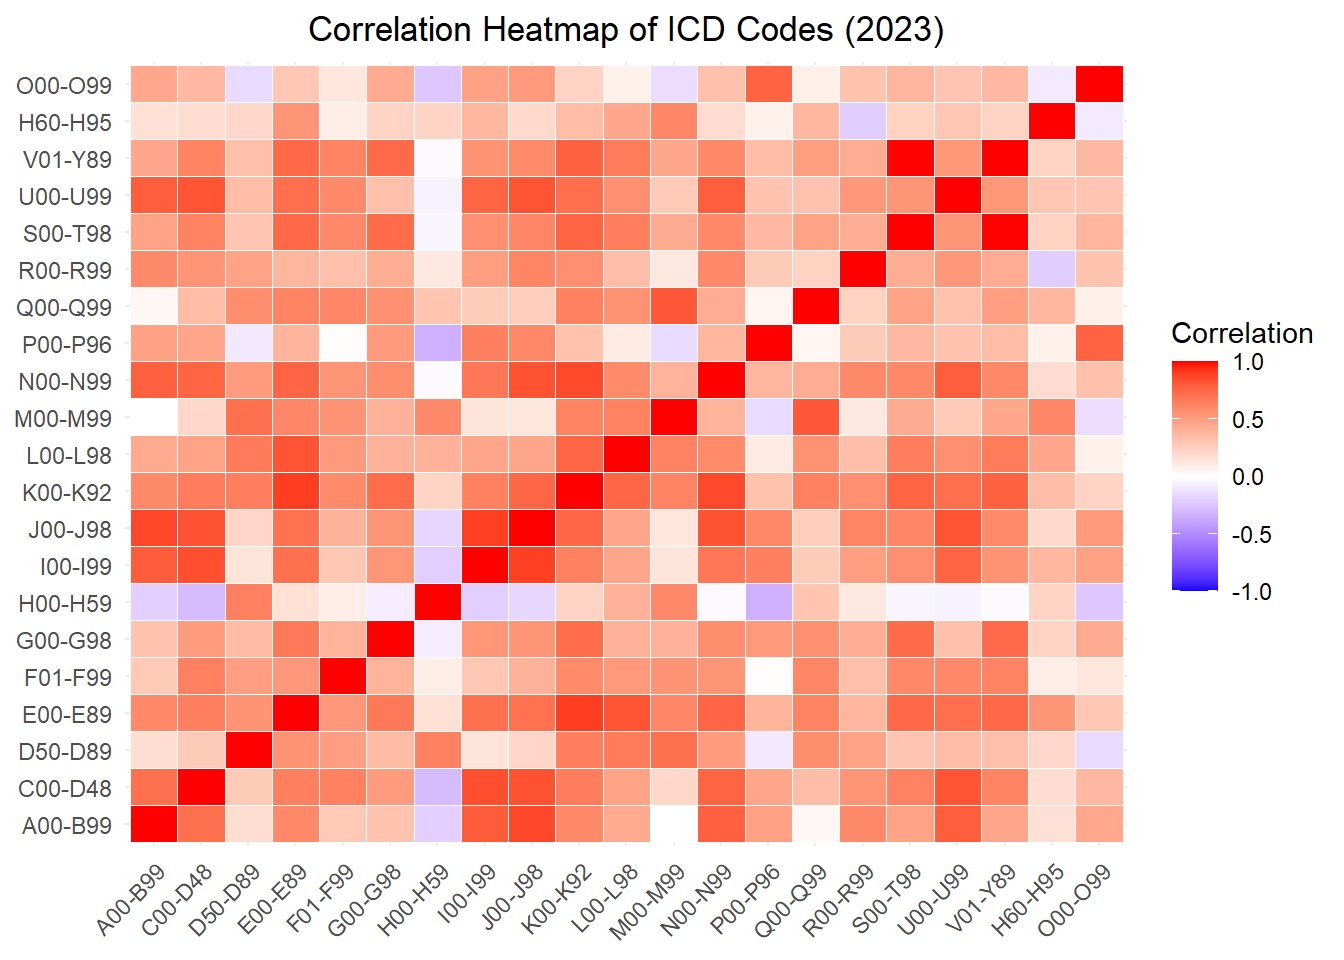 Correlation Heatmap of ICD Codes (2023)
O00-O99
H60-H95
V01-Y89
U00-U99
S00-T98
R00-R99
Q00-Q99
P00-P96
N00-N99
M00-M99
L00-L98
K00-K92
J00-J98
I00-I99
H00-H59
G00-G98
F01-F99
E00-E89
D50-D89
C00-D48
A00-B99
A00-B99
C00-D48
D50-D89
E00-E89
F01-F99
G00-G98
H00-H59
I00-I99
J00-J98
K00-K92
L00-L98
M00-M99
N00-N99
P00-P96
Q00-Q99
R00-R99
S00-T98
U00-U99
V01-Y89
H60-H95
O00-O99
Correlation
1.0
0.5
0.0
-0.5
-1.0